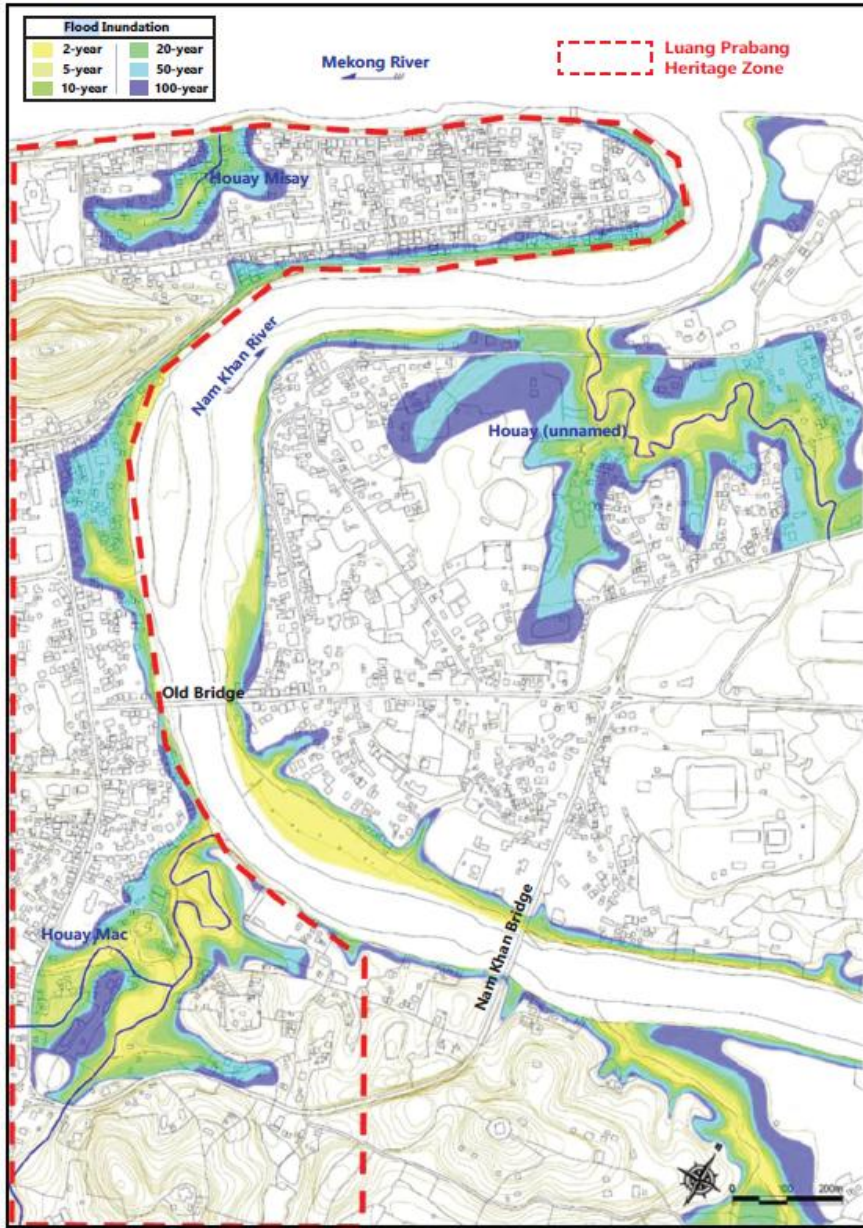 Flood Inundation
2-year
20-year
5-year
50-year
10-year
100-year
Mekong River
Luang Prabang
Heritage Zone
Houay Misay
Nam Khan River
Houay (unnamed)
Old Bridge
Houay Mac
Nam Khan Bridge
0 100 200m